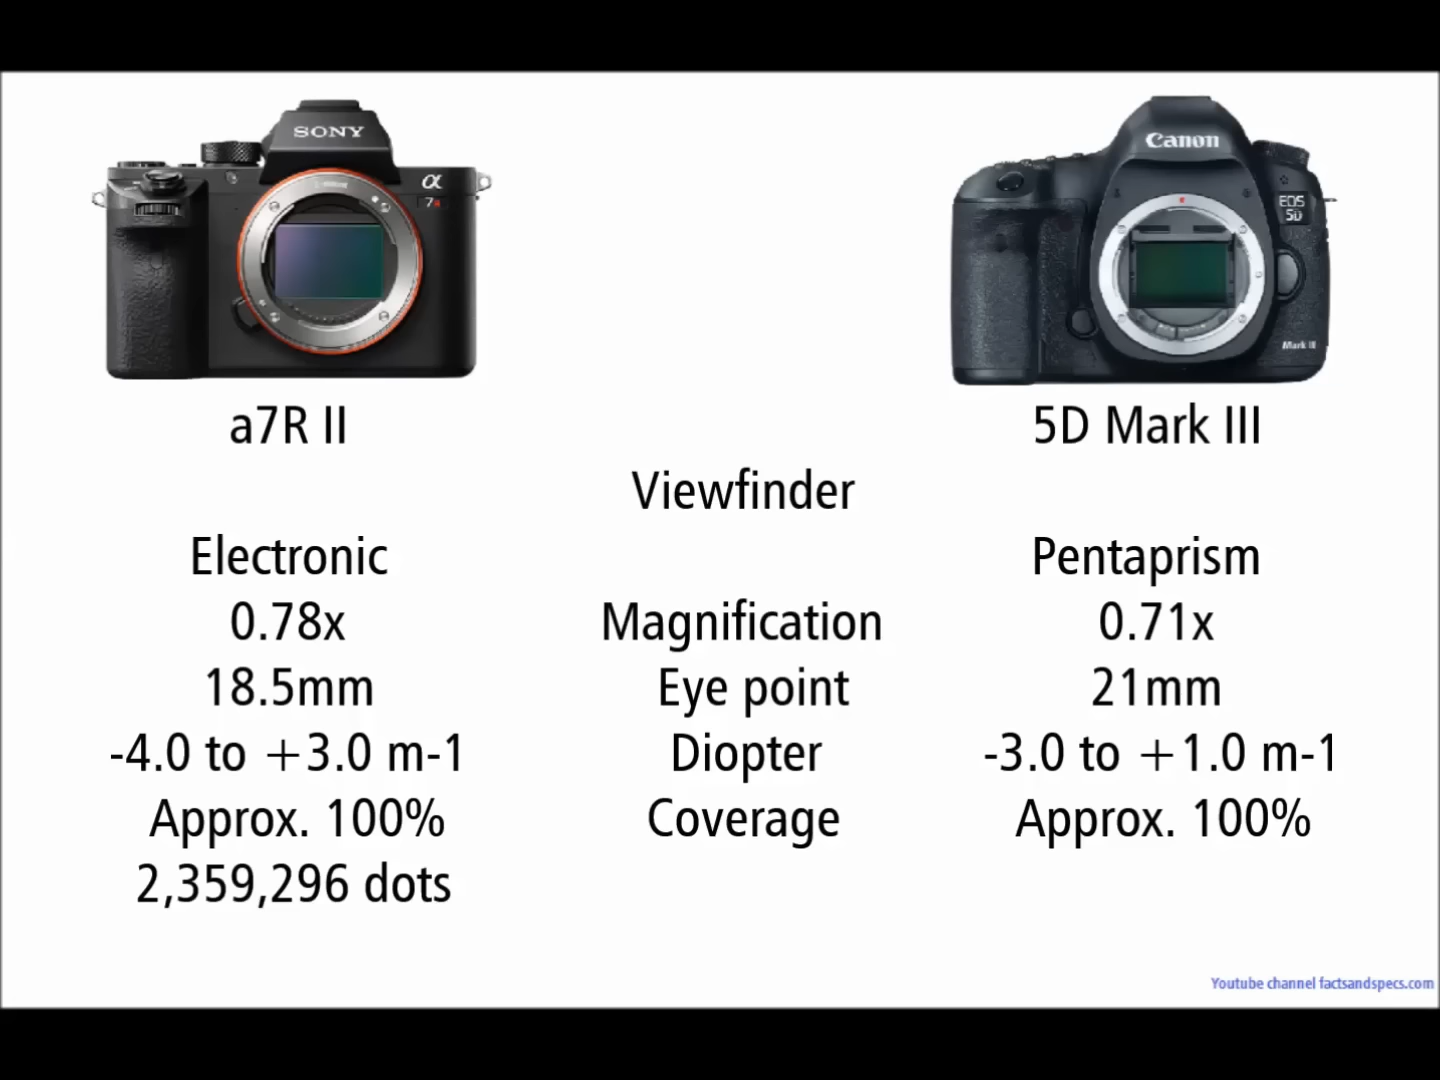 SONY
α
7R
Canon
EOS
5D
Mark III
a7R II
5D Mark III
Viewfinder
Electronic
Pentaprism
0.78x
Magnification
0.71x
18.5mm
Eye point
21mm
-4.0 to +3.0 m-1
Diopter
-3.0 to +1.0 m-1
Approx. 100%
Coverage
Approx. 100%
2,359,296 dots
Youtube channel factsandspecs.com